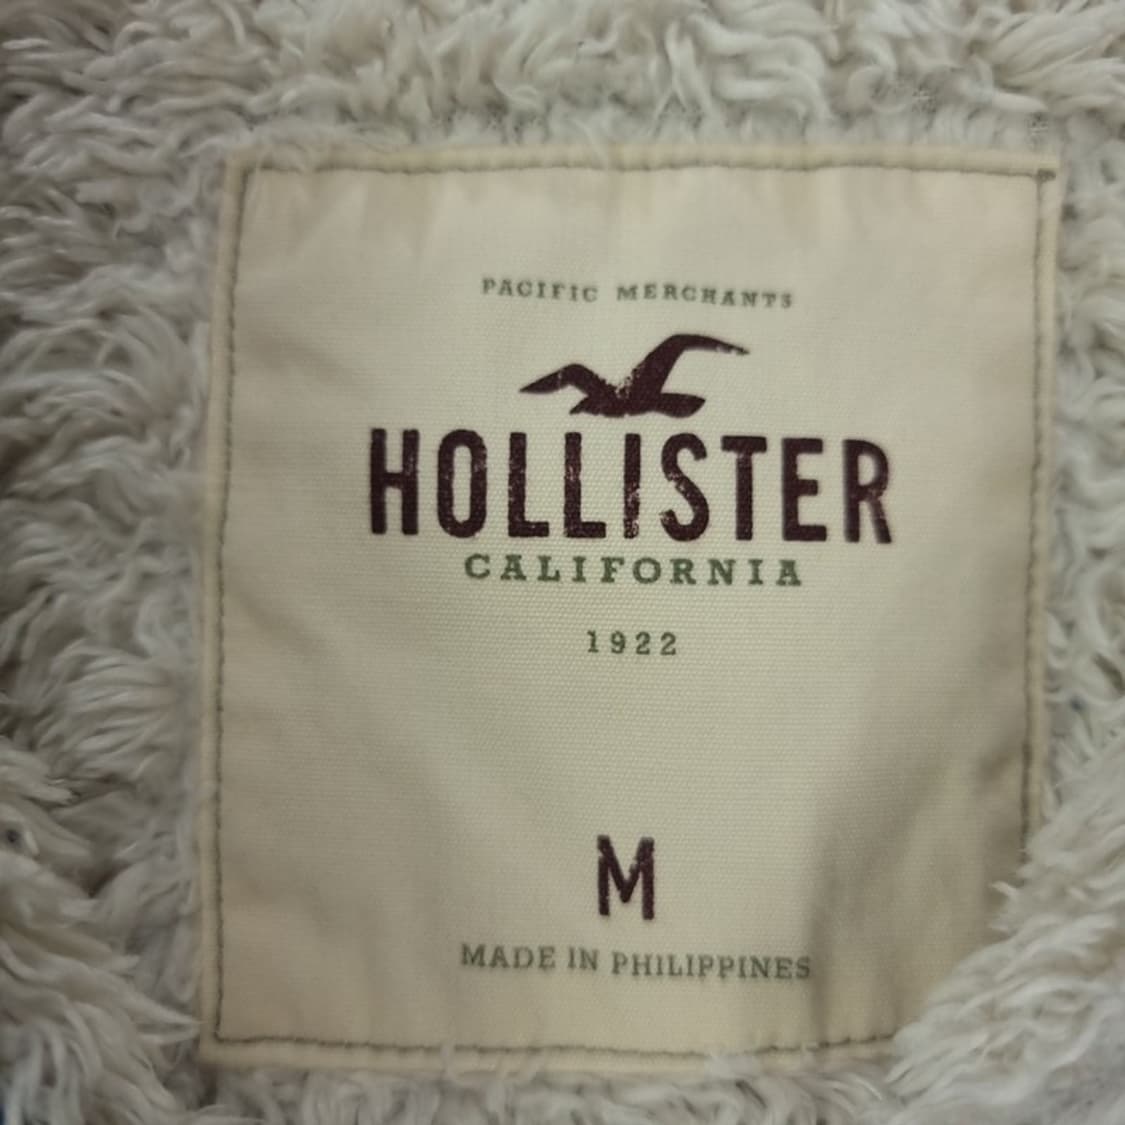 PACIFIC MERCHANTS
HOLLISTER
CALIFORNIA
1922
M
MADE IN PHILIPPINES